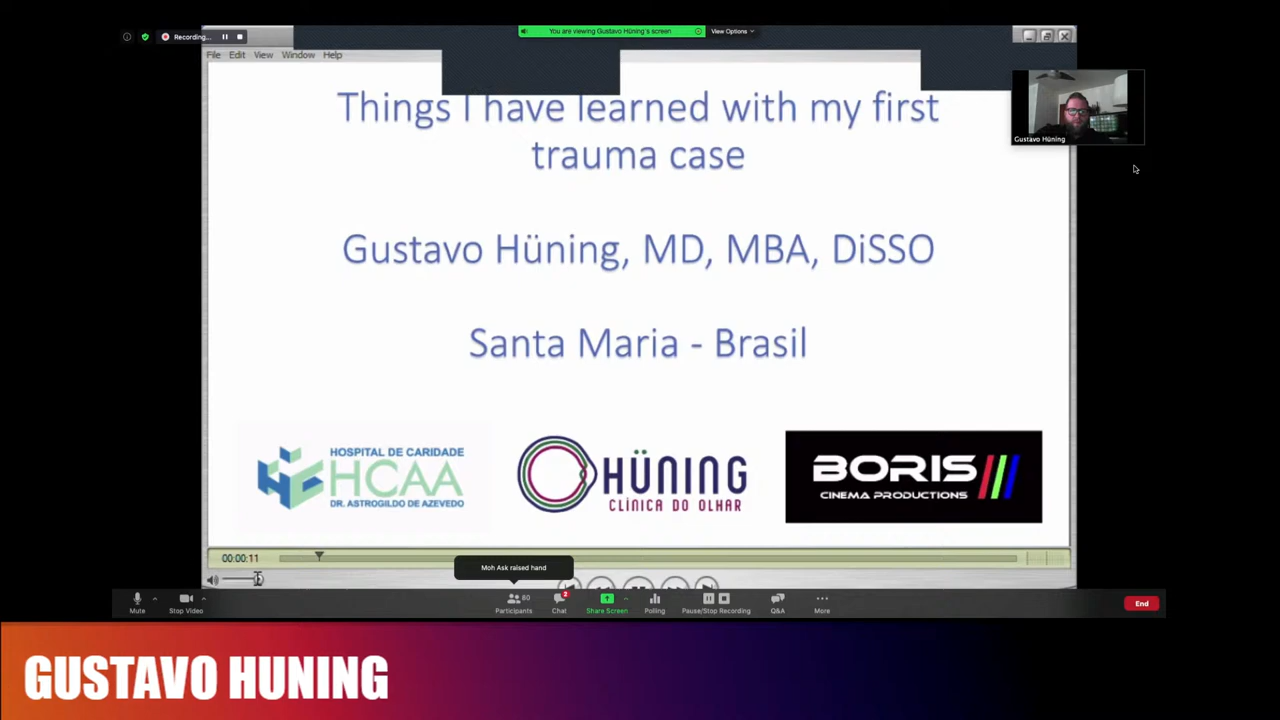 Recording...
You are viewing Gustavo Hüning's screen
View Options
File Edit View Window Help
Things I have learned with my first
trauma case
Gustavo Hüning
Gustavo Hüning, MD, MBA, DiSSO
Santa Maria - Brasil
HOSPITAL DE CARIDADE
HCAA
DR. ASTROGILDO DE AZEVEDO
HÜNING
CLÍNICA DO OLHAR
BORIS
CINEMA PRODUCTIONS
00:00:11
Moh Ask raised hand
60
2
Mute
Stop Video
Participants
Chat
Share Screen
Polling
Pause/Stop Recording
Q&A
More
End
GUSTAVO HUNING